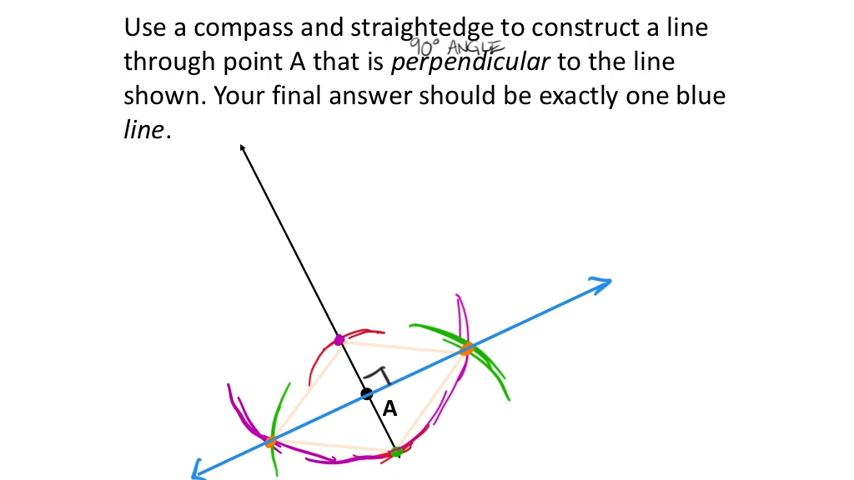 Use a compass and straightedge to construct a line
90° ANGLE
through point A that is perpendicular to the line
shown. Your final answer should be exactly one blue
line.
A